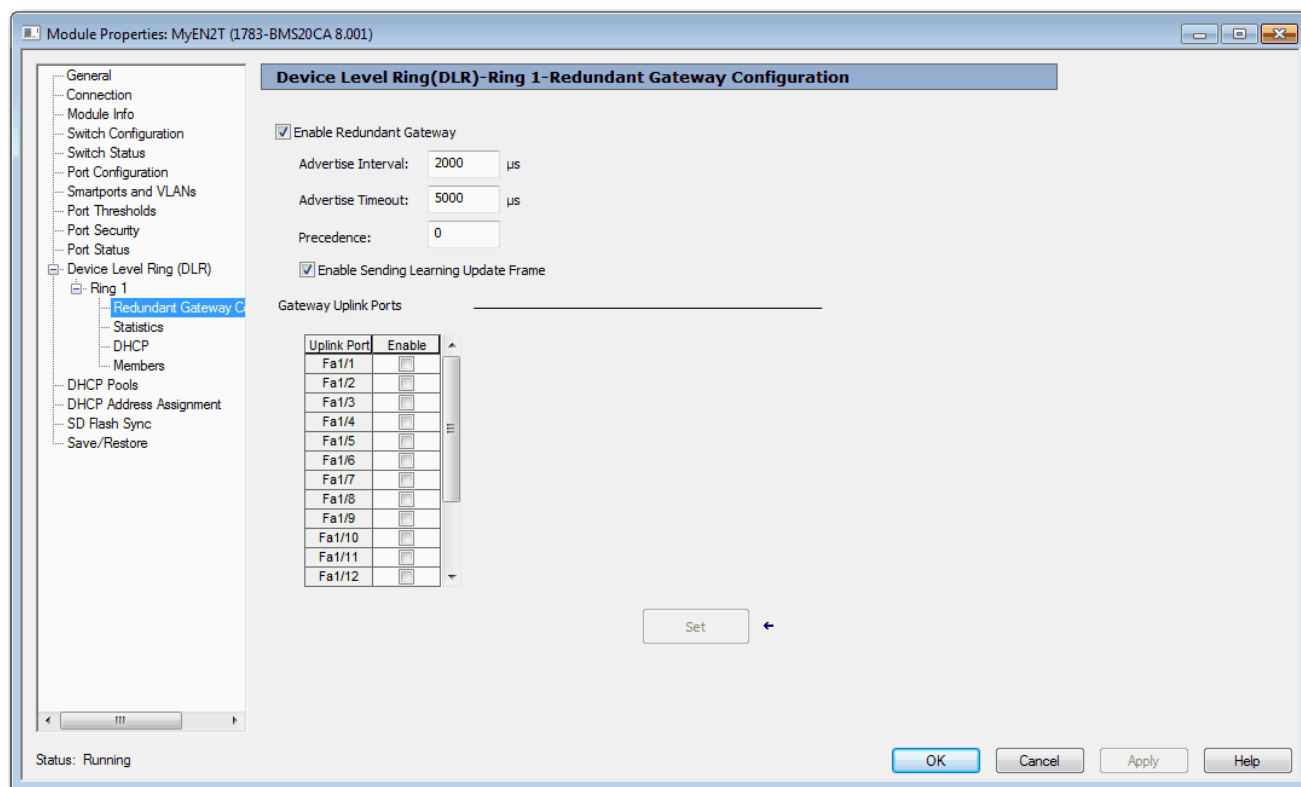 Module Properties: MyEN2T (1783-BMS20CA 8.001)
General
Connection
Module Info
Switch Configuration
Switch Status
Port Configuration
Smartports and VLANs
Port Thresholds
Port Security
Port Status
Device Level Ring (DLR)
Ring 1
Redundant Gateway C
Statistics
DHCP
Members
DHCP Pools
DHCP Address Assignment
SD Flash Sync
Save/Restore
Device Level Ring(DLR)-Ring 1-Redundant Gateway Configuration
Enable Redundant Gateway
Advertise Interval: 2000 µs
Advertise Timeout: 5000 µs
Precedence: 0
Enable Sending Learning Update Frame
Gateway Uplink Ports
Uplink Port Enable
Fa1/1
Fa1/2
Fa1/3
Fa1/4
Fa1/5
Fa1/6
Fa1/7
Fa1/8
Fa1/9
Fa1/10
Fa1/11
Fa1/12
Set
Status: Running
OK Cancel Apply Help